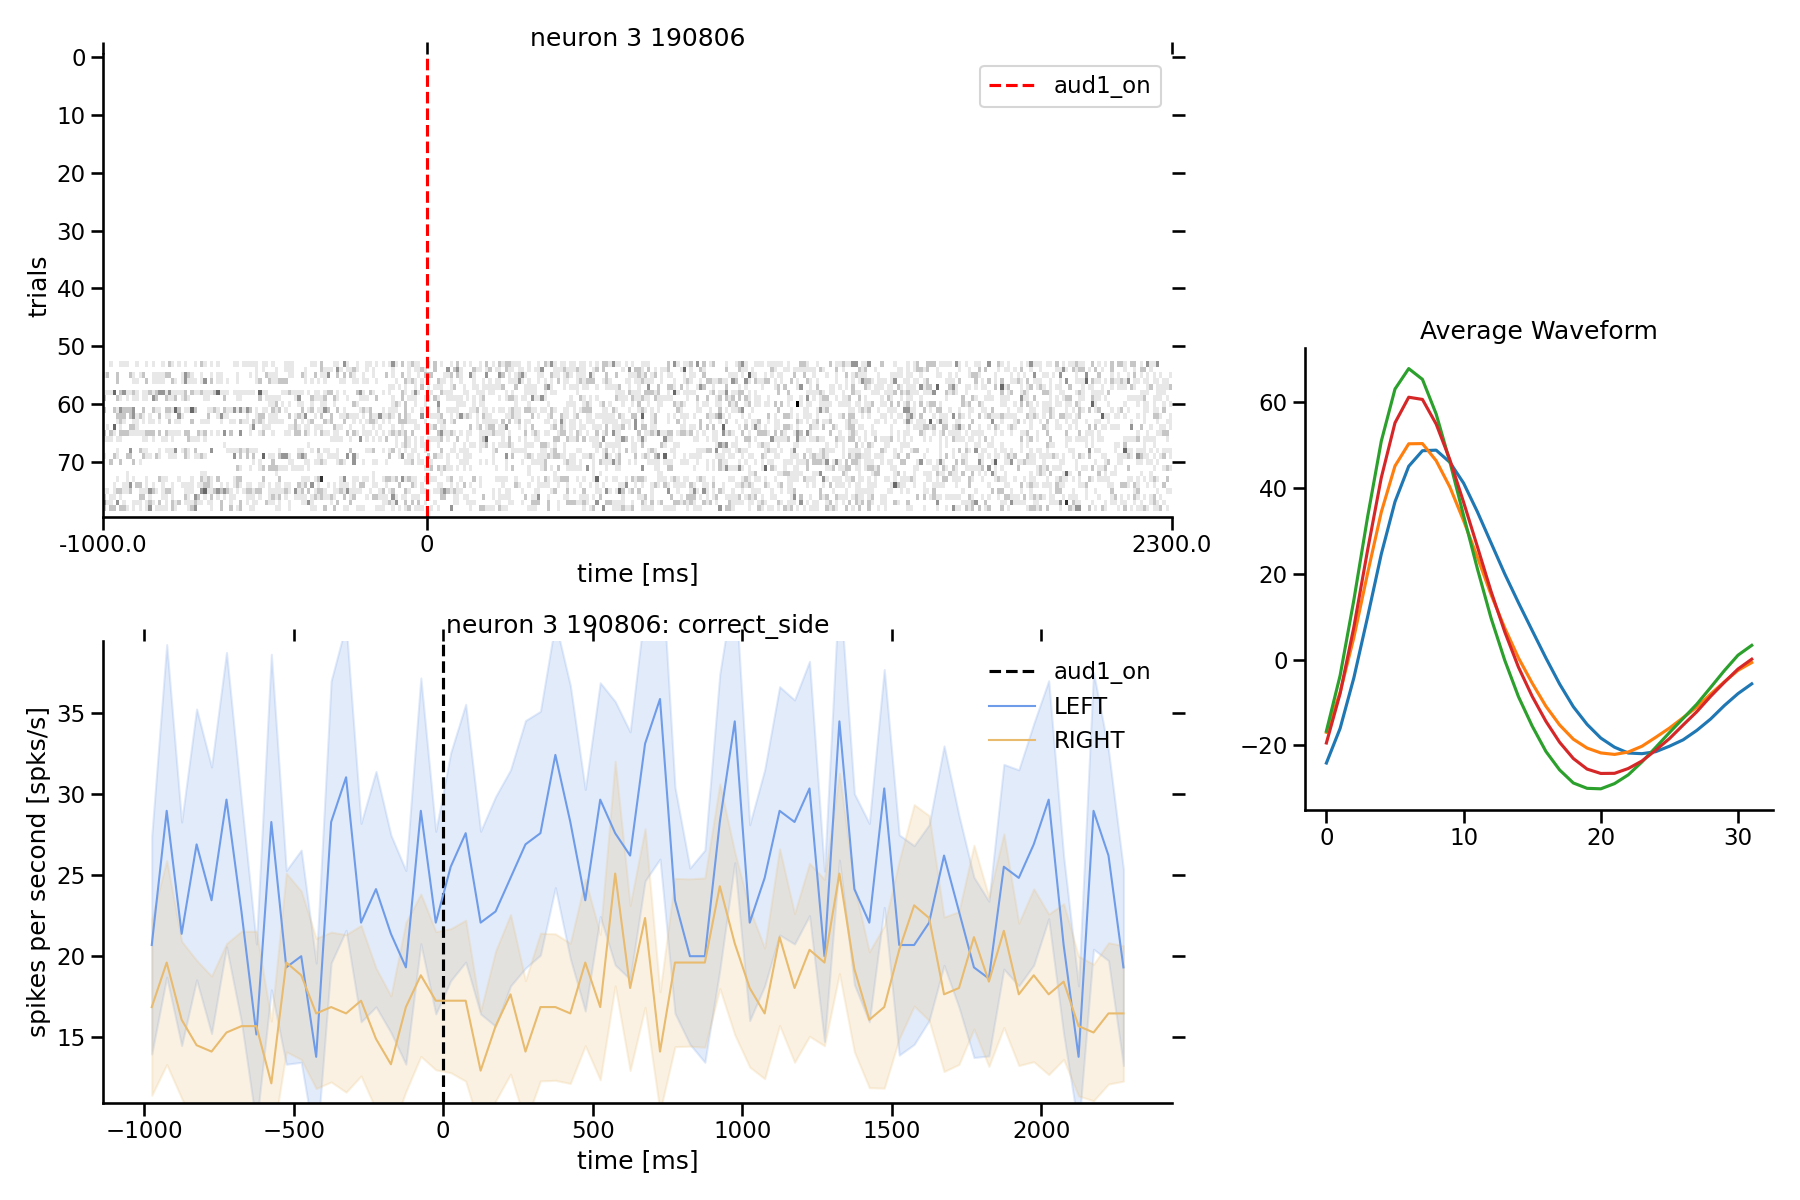 neuron 3 190806
0
10
20
30
40
50
60
70
trials
aud1_on
-1000.0
0
2300.0
time [ms]
neuron 3 190806: correct_side
35
30
25
20
15
spikes per second [spks/s]
aud1_on
LEFT
RIGHT
−1000
−500
0
500
1000
1500
2000
time [ms]
Average Waveform
60
40
20
0
−20
0
10
20
30